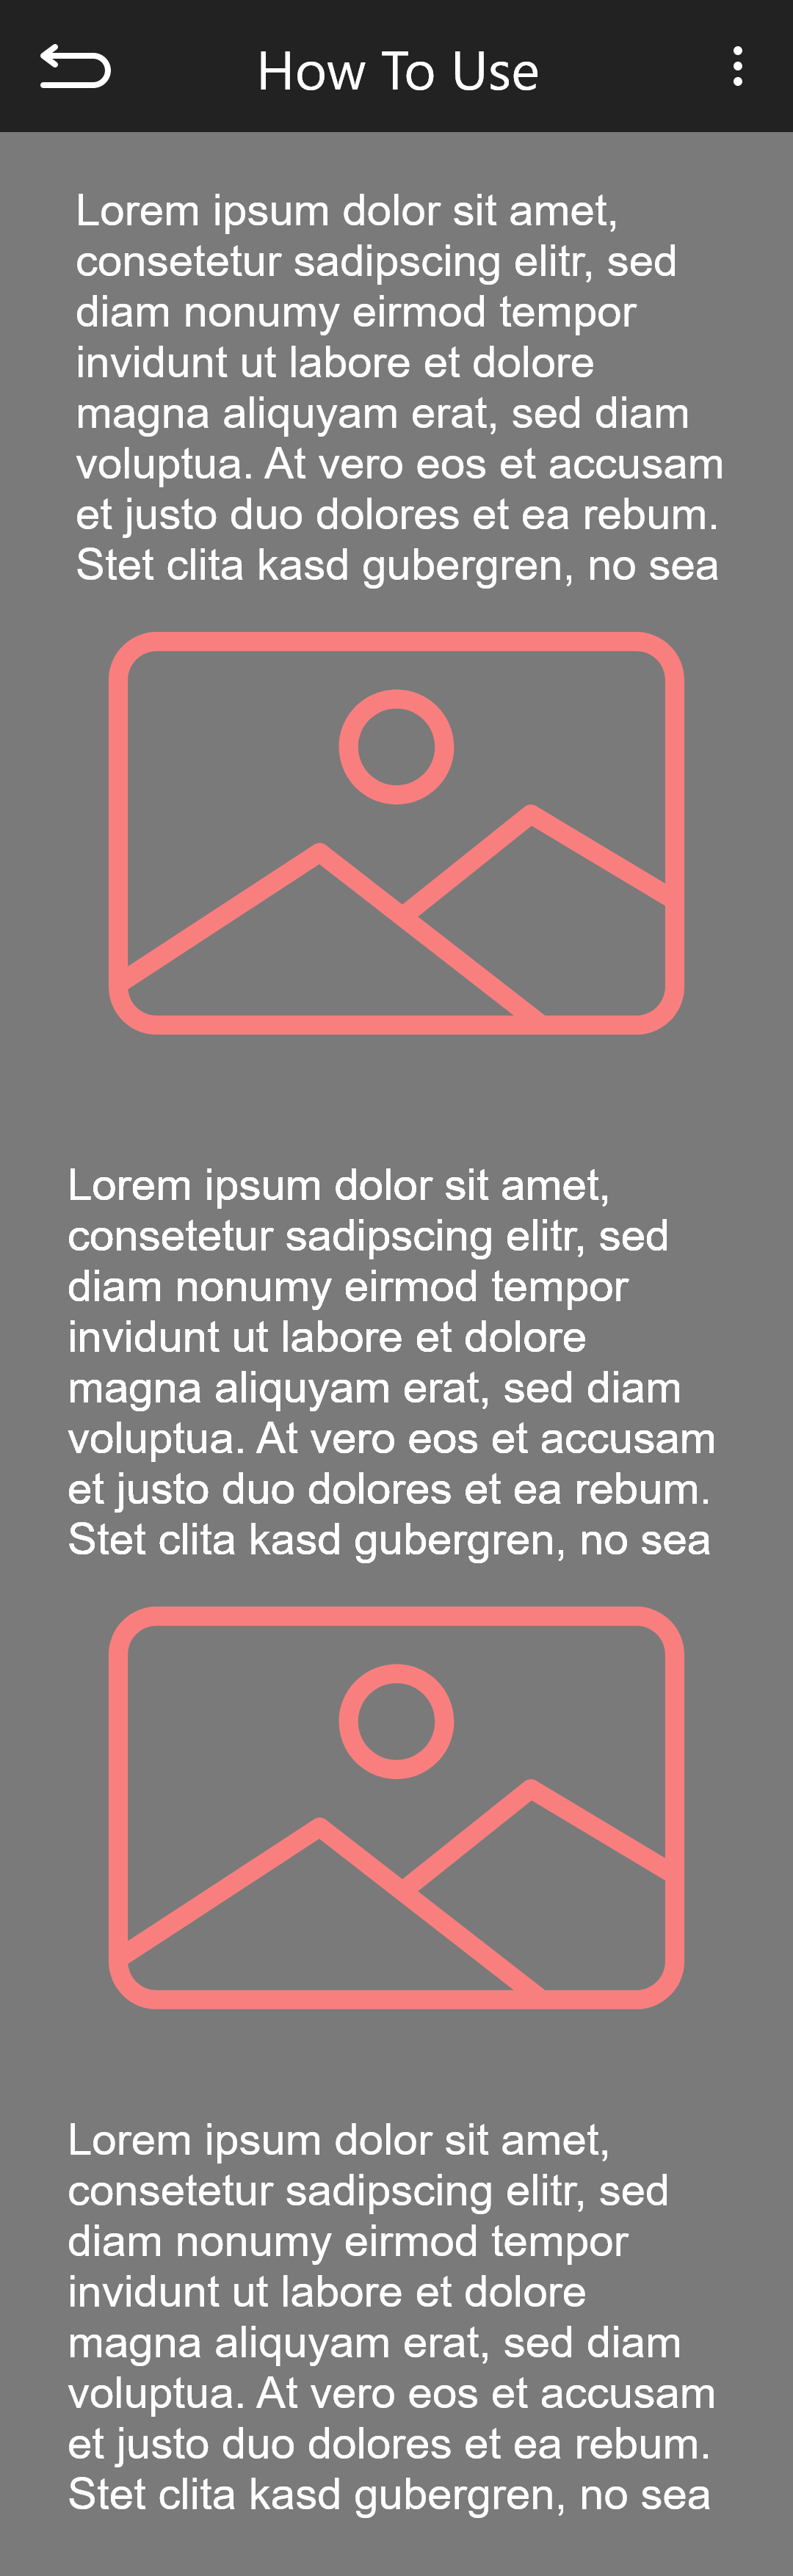 How To Use
Lorem ipsum dolor sit amet,
consetetur sadipscing elitr, sed
diam nonumy eirmod tempor
invidunt ut labore et dolore
magna aliquyam erat, sed diam
voluptua. At vero eos et accusam
et justo duo dolores et ea rebum.
Stet clita kasd gubergren, no sea
Lorem ipsum dolor sit amet,
consetetur sadipscing elitr, sed
diam nonumy eirmod tempor
invidunt ut labore et dolore
magna aliquyam erat, sed diam
voluptua. At vero eos et accusam
et justo duo dolores et ea rebum.
Stet clita kasd gubergren, no sea
Lorem ipsum dolor sit amet,
consetetur sadipscing elitr, sed
diam nonumy eirmod tempor
invidunt ut labore et dolore
magna aliquyam erat, sed diam
voluptua. At vero eos et accusam
et justo duo dolores et ea rebum.
Stet clita kasd gubergren, no sea